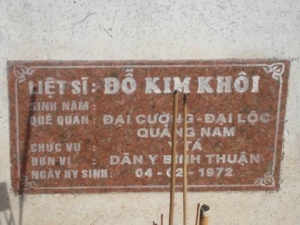 LIỆT SĨ : ĐỖ KIM KHÔI
SINH NĂM :
QUÊ QUÁN : ĐẠI CƯỜNG - ĐẠI LỘC
QUẢNG NAM
CHỨC VỤ : Y TÁ
ĐƠN VỊ : DÂN Y BÌNH THUẬN
NGÀY HY SINH : 04 - 02 - 1972